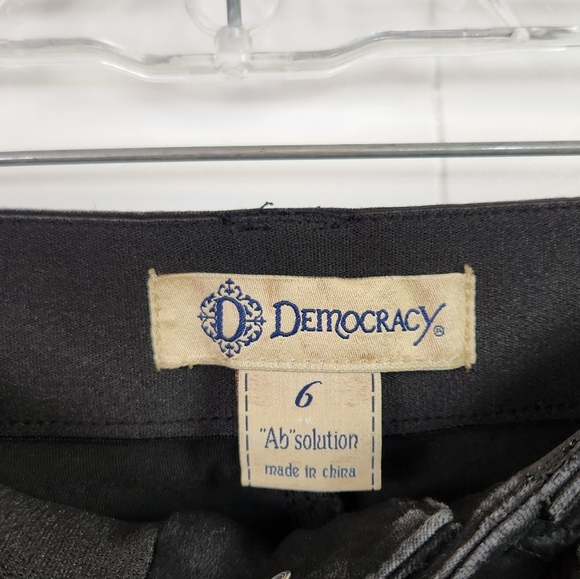 D DEMOCRACY®
6
"Ab"solution
made in china